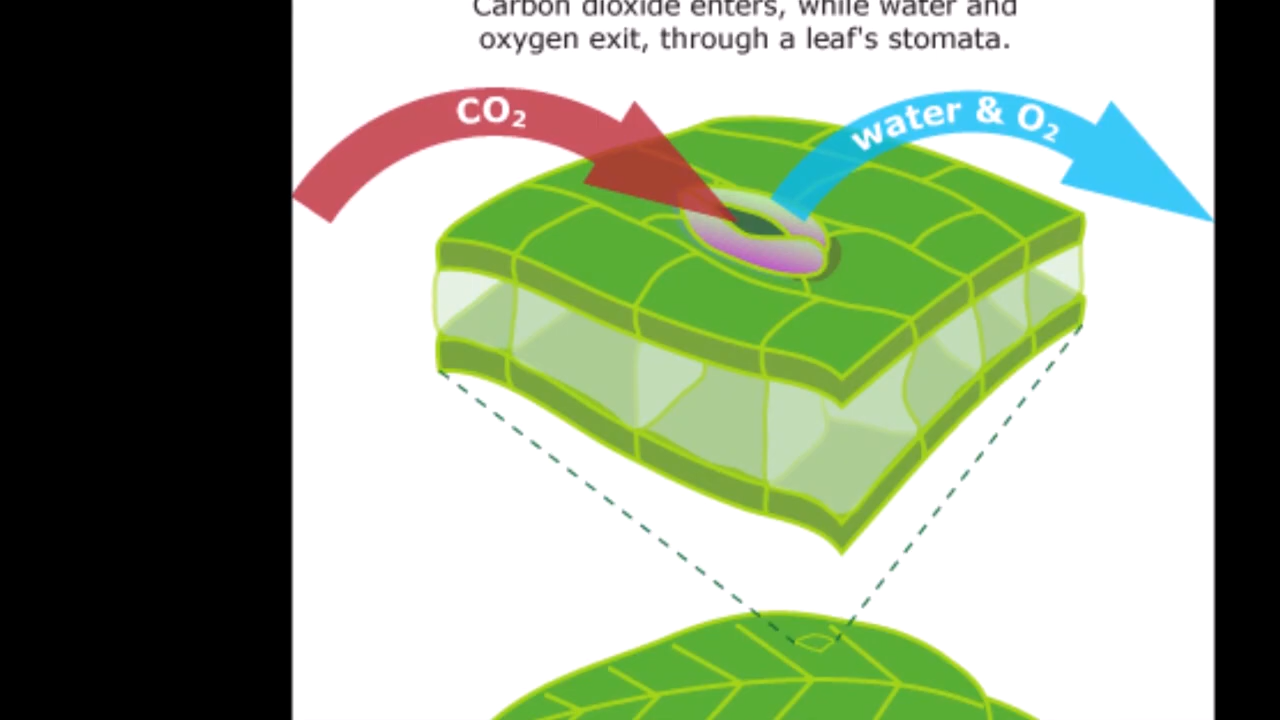 Carbon dioxide enters, while water and
oxygen exit, through a leaf's stomata.
CO₂
water & O₂